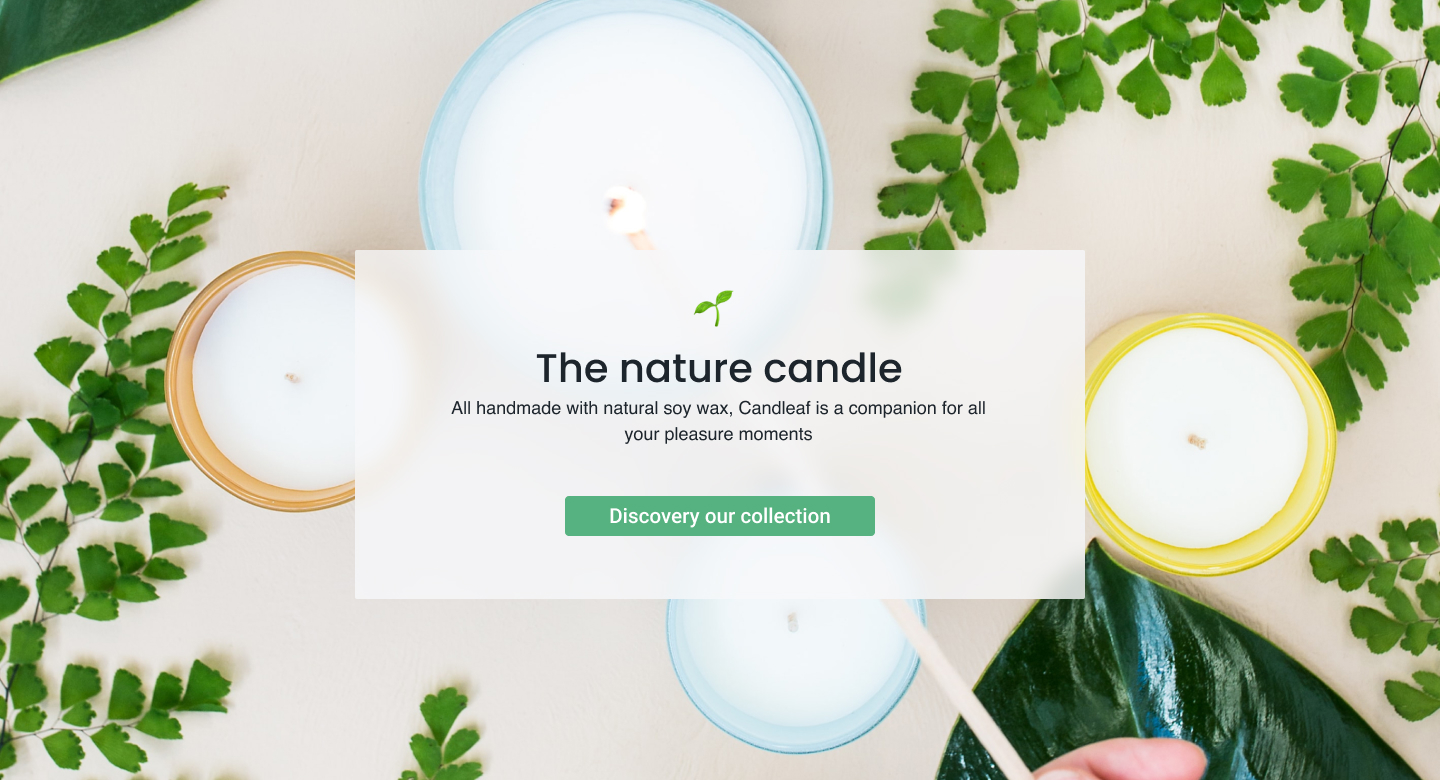 The nature candle
All handmade with natural soy wax, Candleaf is a companion for all
your pleasure moments
Discovery our collection